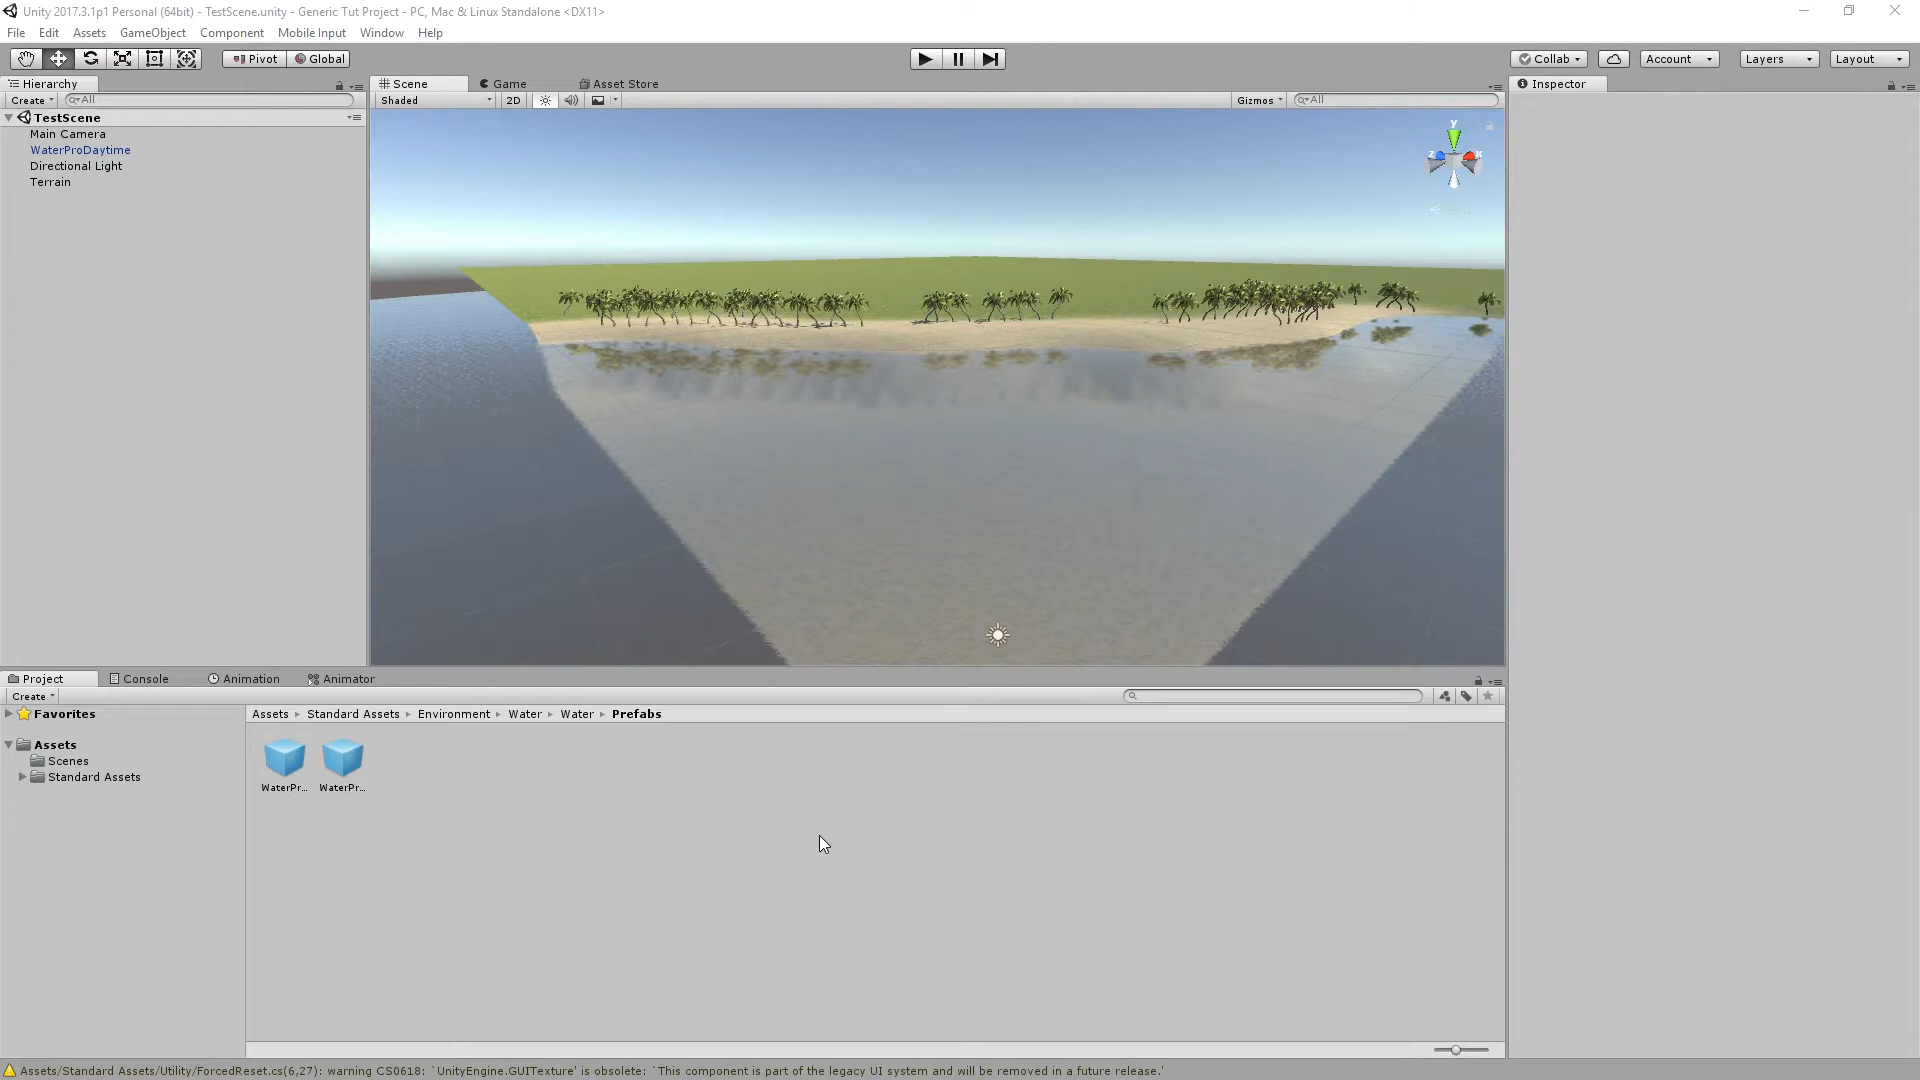 Unity 2017.3.1p1 Personal (64bit) - TestScene.unity - Generic Tut Project - PC, Mac & Linux Standalone <DX11>
File Edit Assets GameObject Component Mobile Input Window Help
Pivot Global Collab Account Layers Layout
Hierarchy Scene Game Asset Store Inspector
Create All Shaded 2D Gizmos All
TestScene
Main Camera
WaterProDaytime
Directional Light
Terrain
y
z x
Project Console Animation Animator
Create
Favorites Assets Standard Assets Environment Water Water Prefabs
Assets
Scenes
Standard Assets
WaterPr... WaterPr...
Assets/Standard Assets/Utility/ForcedReset.cs(6,27): warning CS0618: `UnityEngine.GUITexture' is obsolete: `This component is part of the legacy UI system and will be removed in a future release.'